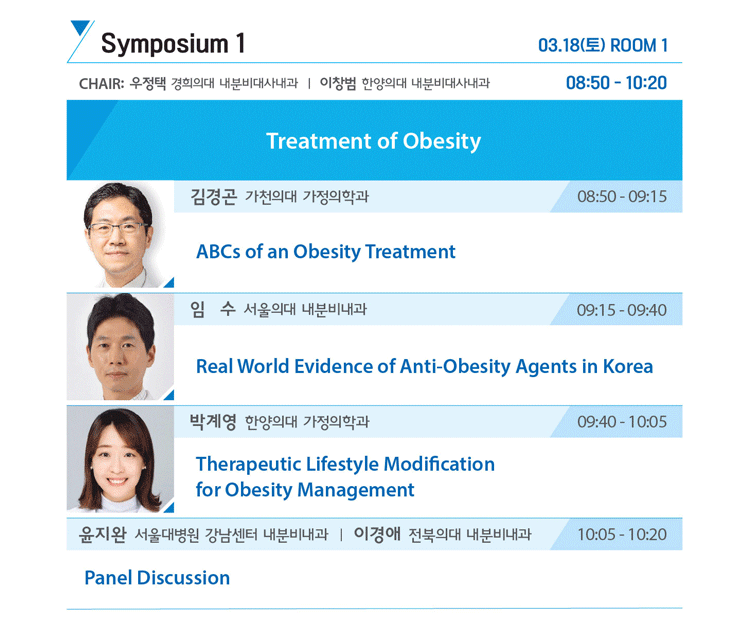 Symposium 1
03.18(토) ROOM 1
CHAIR: 우정택 경희의대 내분비대사내과 | 이창범 한양의대 내분비대사내과
08:50 - 10:20
Treatment of Obesity
김경곤 가천의대 가정의학과
08:50 - 09:15
ABCs of an Obesity Treatment
임 수 서울의대 내분비내과
09:15 - 09:40
Real World Evidence of Anti-Obesity Agents in Korea
박계영 한양의대 가정의학과
09:40 - 10:05
Therapeutic Lifestyle Modification
for Obesity Management
윤지완 서울대병원 강남센터 내분비내과 | 이경애 전북의대 내분비내과
10:05 - 10:20
Panel Discussion